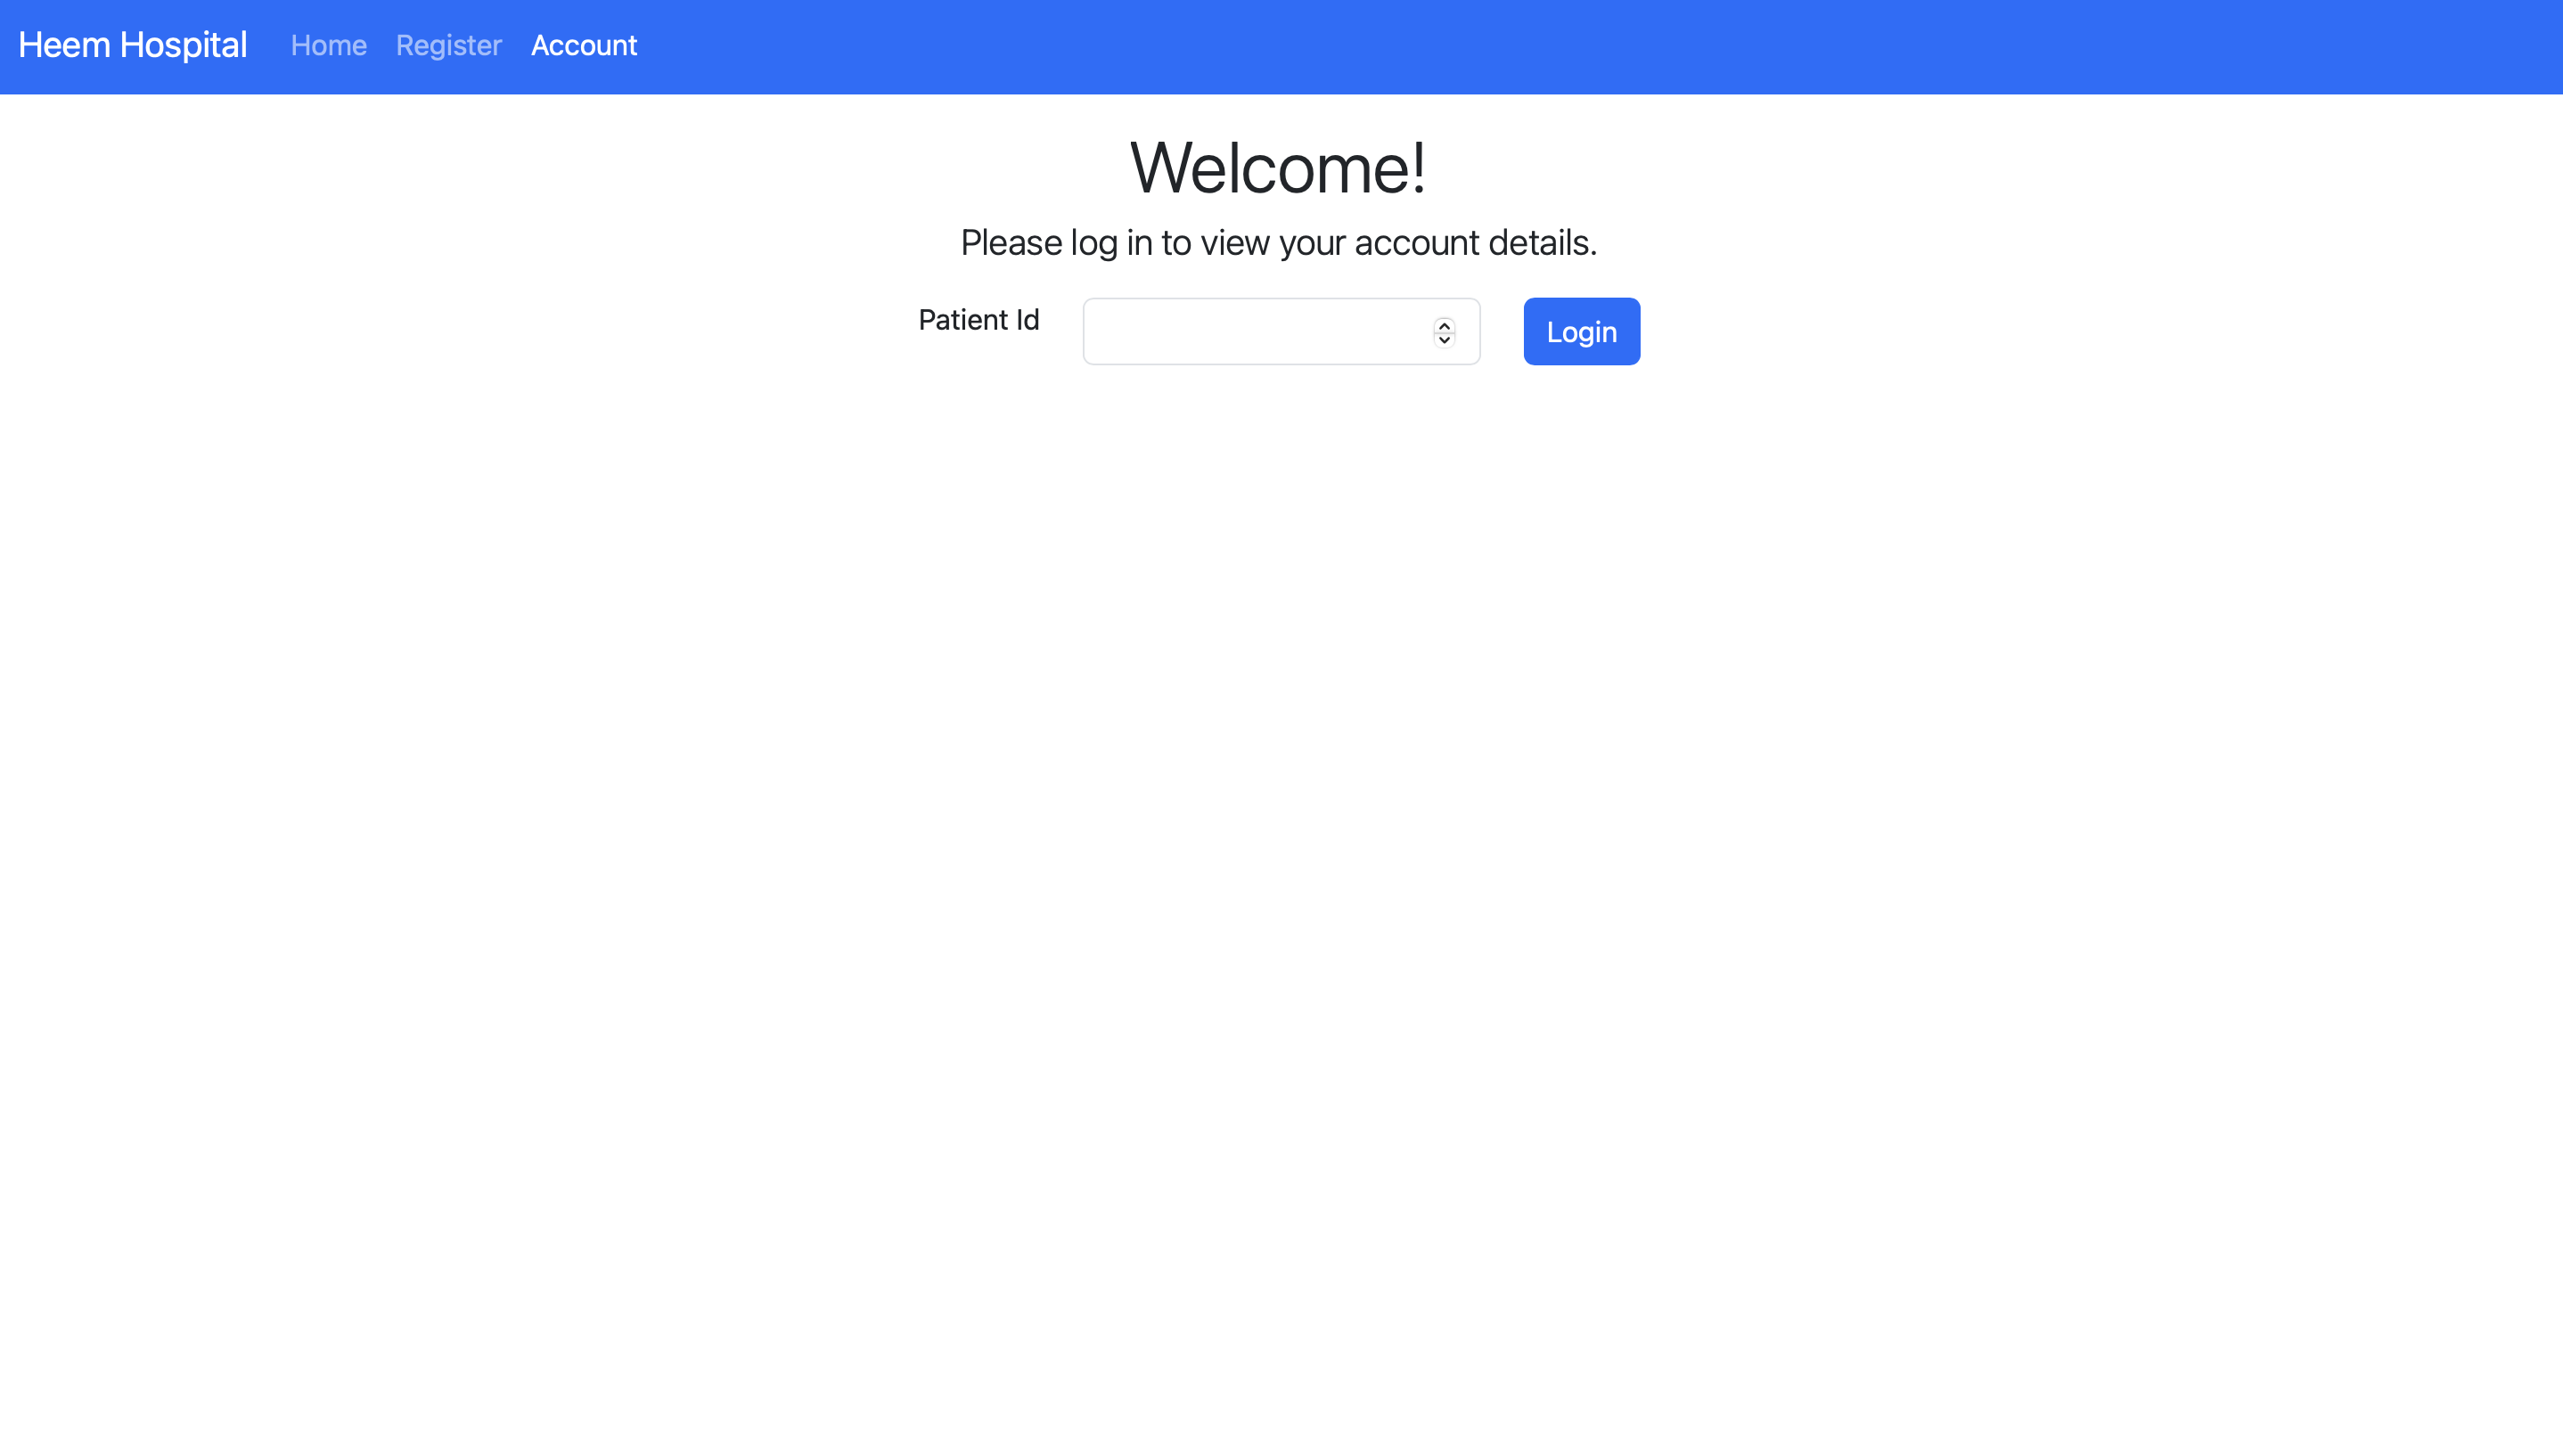 Heem Hospital Home Register Account
Welcome!
Please log in to view your account details.
Patient Id Login